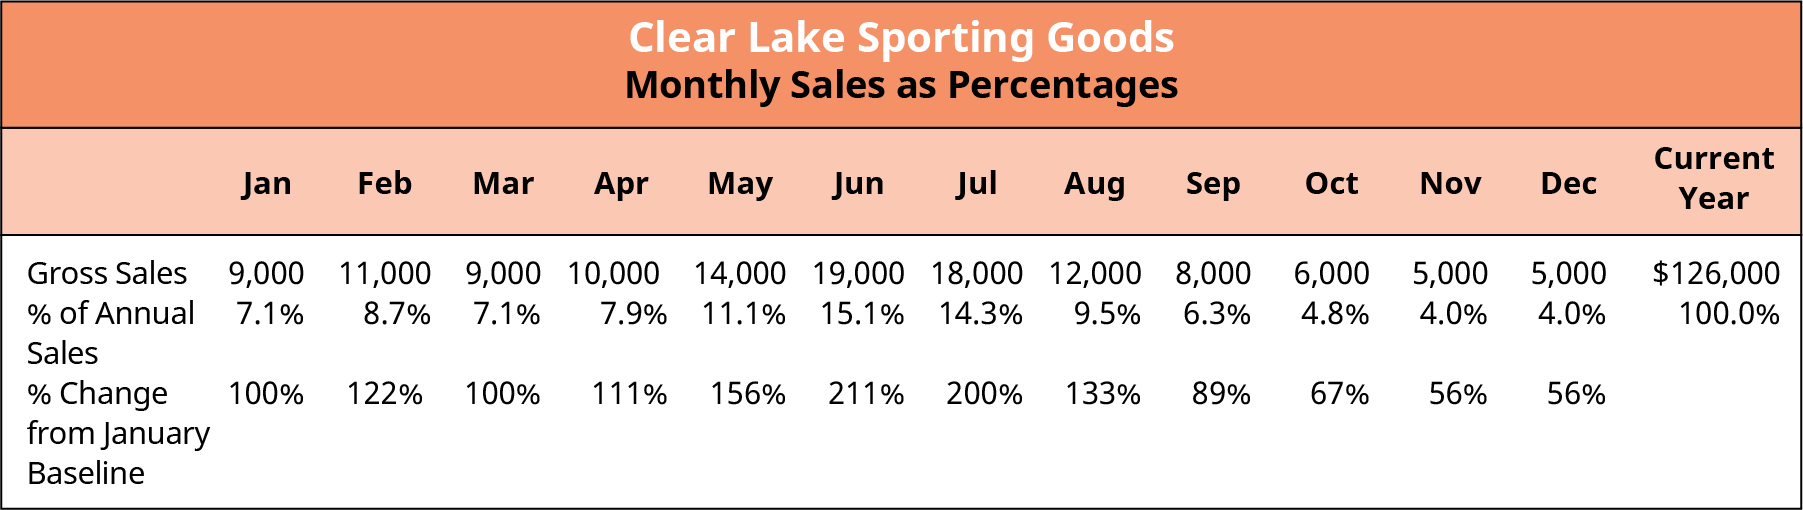 Clear Lake Sporting Goods
Monthly Sales as Percentages
Jan Feb Mar Apr May Jun Jul Aug Sep Oct Nov Dec Current Year
Gross Sales 9,000 11,000 9,000 10,000 14,000 19,000 18,000 12,000 8,000 6,000 5,000 5,000 $126,000
% of Annual 7.1% 8.7% 7.1% 7.9% 11.1% 15.1% 14.3% 9.5% 6.3% 4.8% 4.0% 4.0% 100.0%
Sales
% Change 100% 122% 100% 111% 156% 211% 200% 133% 89% 67% 56% 56%
from January
Baseline